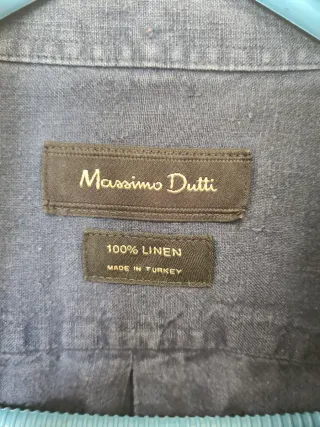 Massimo Dutti
100% LINEN
MADE IN TURKEY